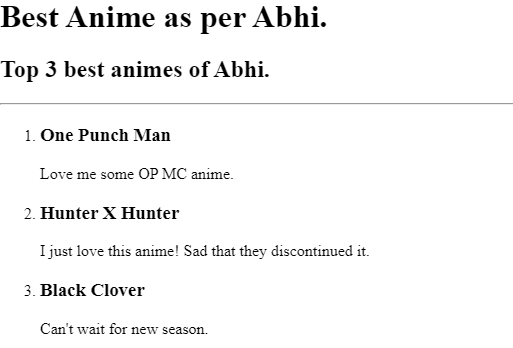 Best Anime as per Abhi.
Top 3 best animes of Abhi.
1. One Punch Man
Love me some OP MC anime.
2. Hunter X Hunter
I just love this anime! Sad that they discontinued it.
3. Black Clover
Can't wait for new season.